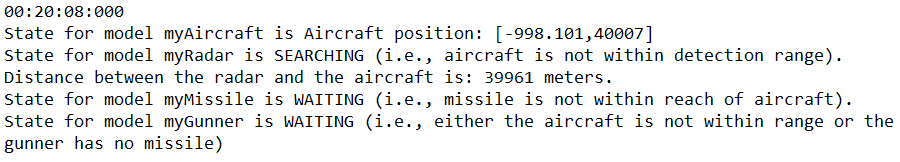 00:20:08:000
State for model myAircraft is Aircraft position: [-998.101,40007]
State for model myRadar is SEARCHING (i.e., aircraft is not within detection range).
Distance between the radar and the aircraft is: 39961 meters.
State for model myMissile is WAITING (i.e., missile is not within reach of aircraft).
State for model myGunner is WAITING (i.e., either the aircraft is not within range or the
gunner has no missile)